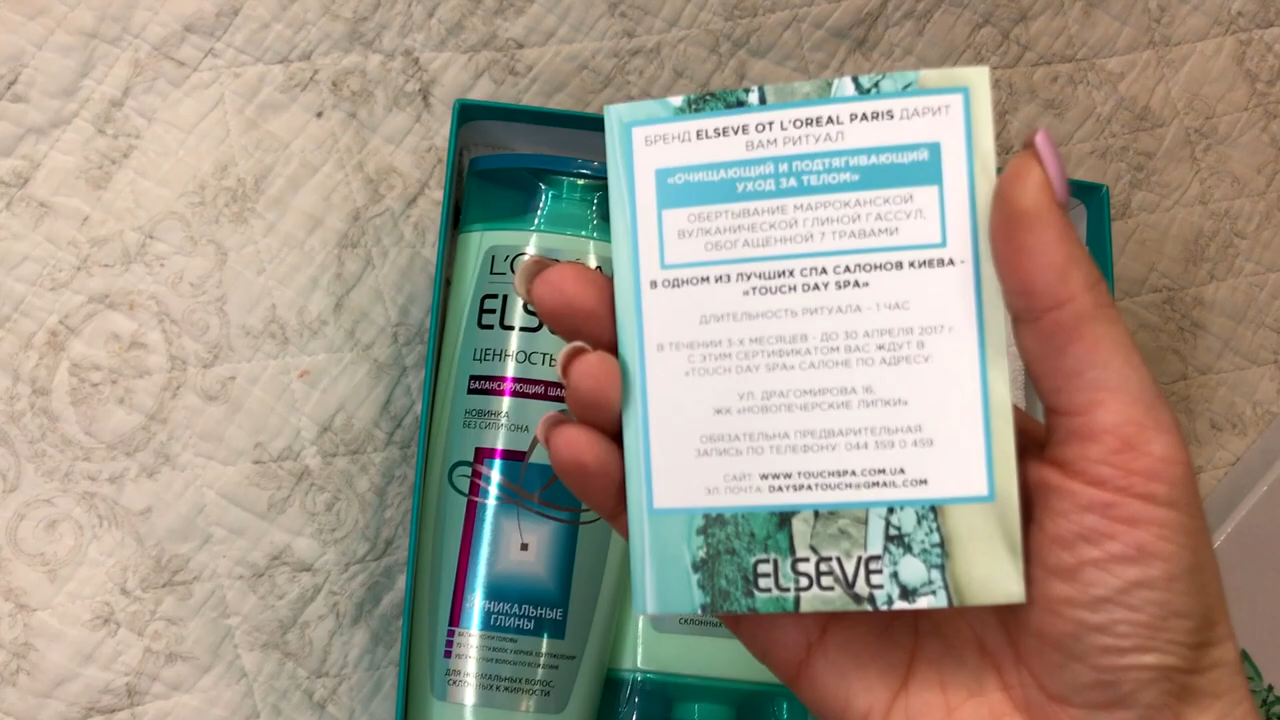 БРЕНД ELSEVE ОТ L'OREAL PARIS ДАРИТ
ВАМ РИТУАЛ
«ОЧИЩАЮЩИЙ И ПОДТЯГИВАЮЩИЙ
УХОД ЗА ТЕЛОМ»
ОБЕРТЫВАНИЕ МАРРОКАНСКОЙ
ВУЛКАНИЧЕСКОЙ ГЛИНОЙ ГАССУЛ,
ОБОГАЩЕННОЙ 7 ТРАВАМИ
В ОДНОМ ИЗ ЛУЧШИХ СПА САЛОНОВ КИЕВА -
«TOUCH DAY SPA»
ДЛИТЕЛЬНОСТЬ РИТУАЛА - 1 ЧАС
В ТЕЧЕНИИ 3-Х МЕСЯЦЕВ - ДО 30 АПРЕЛЯ 2017 г.
С ЭТИМ СЕРТИФИКАТОМ ВАС ЖДУТ В
«TOUCH DAY SPA» САЛОНЕ ПО АДРЕСУ:
УЛ. ДРАГОМИРОВА 16,
ЖК «НОВОПЕЧЕРСКИЕ ЛИПКИ»
ОБЯЗАТЕЛЬНА ПРЕДВАРИТЕЛЬНАЯ
ЗАПИСЬ ПО ТЕЛЕФОНУ: 044 359 0 459
САЙТ: WWW.TOUCHSPA.COM.UA
ЭЛ. ПОЧТА: DAYSPATOUCH@GMAIL.COM
ELSEVE
L'ORÉA
ELS
ЦЕННОСТЬ
БАЛАНСИРУЮЩИЙ ШАМ
НОВИНКА
БЕЗ СИЛИКОНА
УНИКАЛЬНЫЕ
ГЛИНЫ
ДЛЯ НОРМАЛЬНЫХ ВОЛОС,
СКЛОННЫХ К ЖИРНОСТИ
СКЛОННЫХ